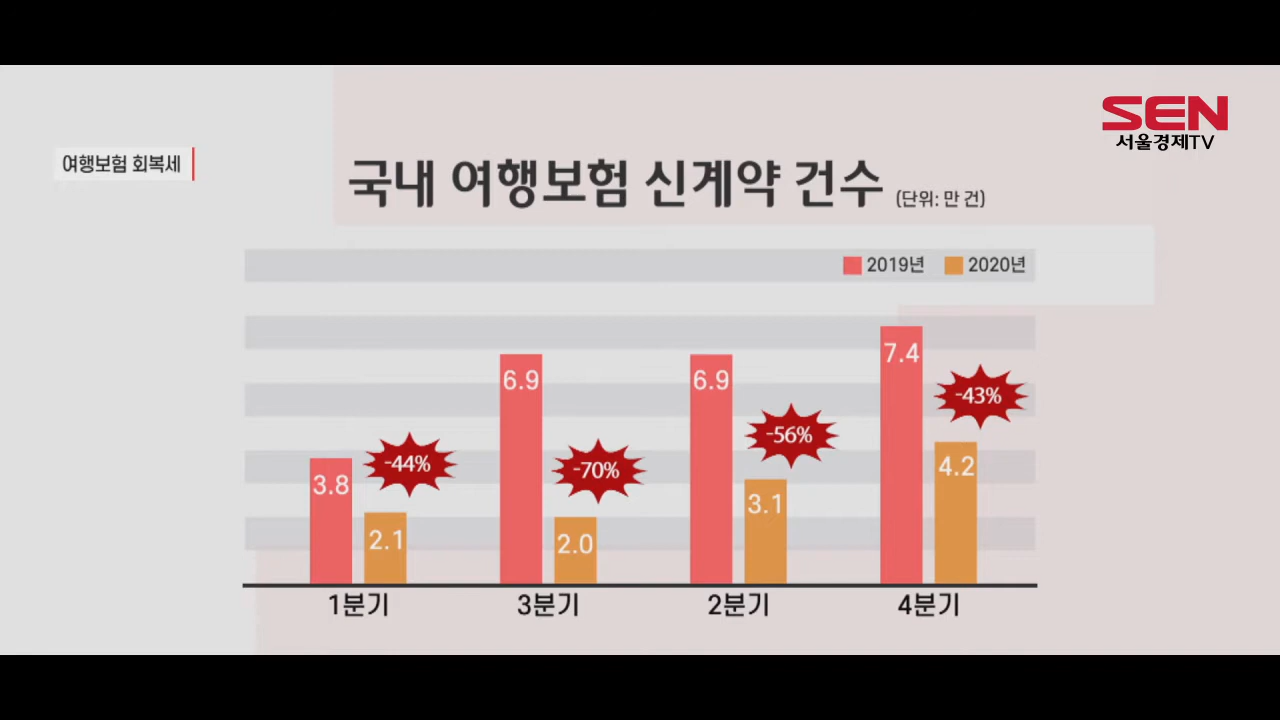 SEN
서울경제TV
여행보험 회복세
국내 여행보험 신계약 건수 (단위: 만 건)
2019년 2020년
7.4
6.9 6.9
-43%
-56%
-44% -70%
3.8
4.2
3.1
2.1 2.0
1분기 3분기 2분기 4분기